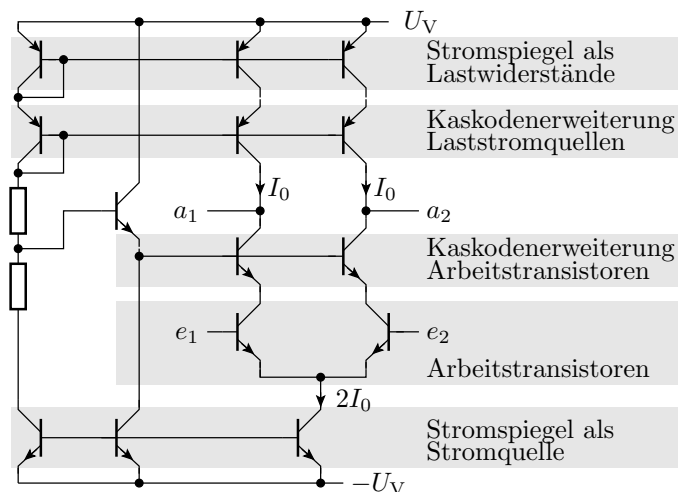 U_V
Stromspiegel als
Lastwiderstände
Kaskodenerweiterung
Laststromquellen
I_0 I_0
a_1 a_2
Kaskodenerweiterung
Arbeitstransistoren
e_1 e_2
Arbeitstransistoren
2I_0
Stromspiegel als
Stromquelle
−U_V